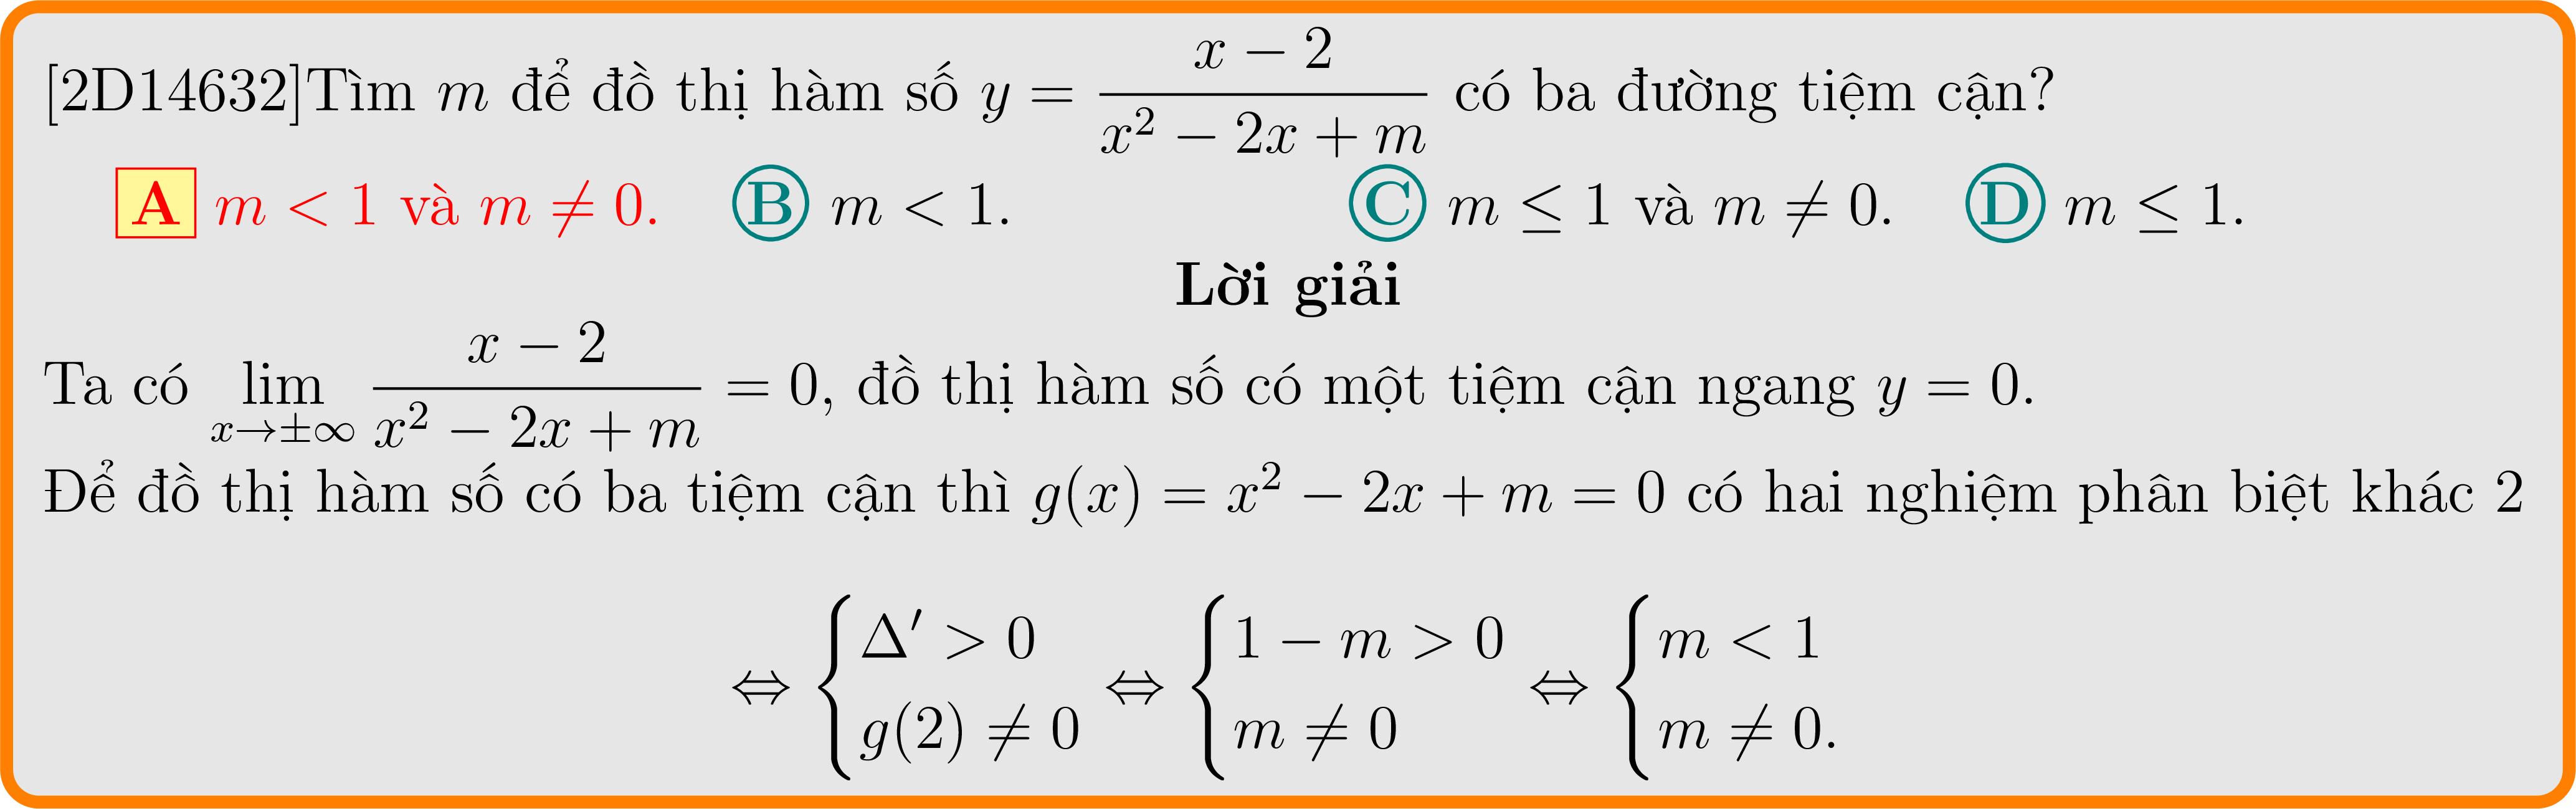 [2D14632]Tìm $m$ để đồ thị hàm số $y = \dfrac{x-2}{x^2-2x+m}$ có ba đường tiệm cận?
A $m < 1$ và $m \neq 0$. B $m < 1$. C $m \leq 1$ và $m \neq 0$. D $m \leq 1$.
Lời giải
Ta có $\lim\limits_{x \to \pm\infty} \dfrac{x-2}{x^2-2x+m} = 0$, đồ thị hàm số có một tiệm cận ngang $y = 0$.
Để đồ thị hàm số có ba tiệm cận thì $g(x) = x^2 - 2x + m = 0$ có hai nghiệm phân biệt khác 2
$\Leftrightarrow \begin{cases} \Delta' > 0 \\ g(2) \neq 0 \end{cases} \Leftrightarrow \begin{cases} 1 - m > 0 \\ m \neq 0 \end{cases} \Leftrightarrow \begin{cases} m < 1 \\ m \neq 0. \end{cases}$